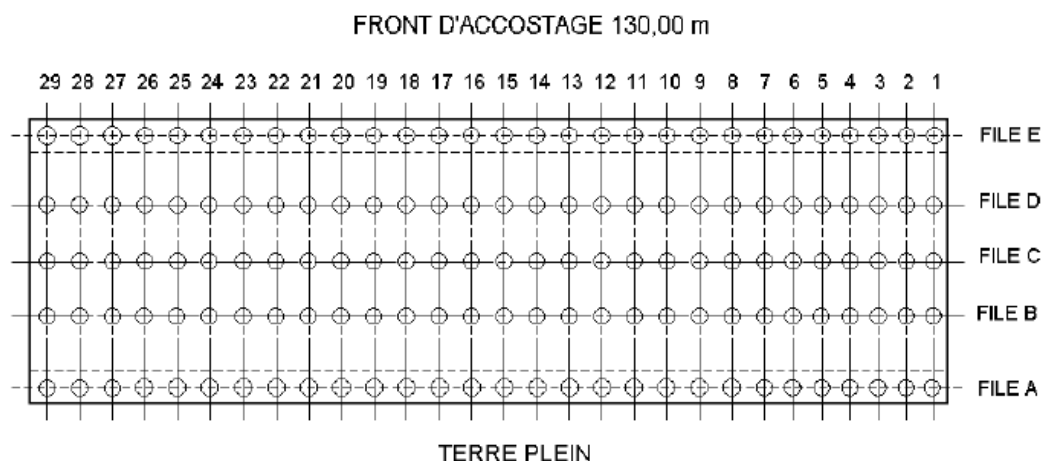 FRONT D'ACCOSTAGE 130,00 m
29 28 27 26 25 24 23 22 21 20 19 18 17 16 15 14 13 12 11 10 9 8 7 6 5 4 3 2 1
FILE E
FILE D
FILE C
FILE B
FILE A
TERRE PLEIN